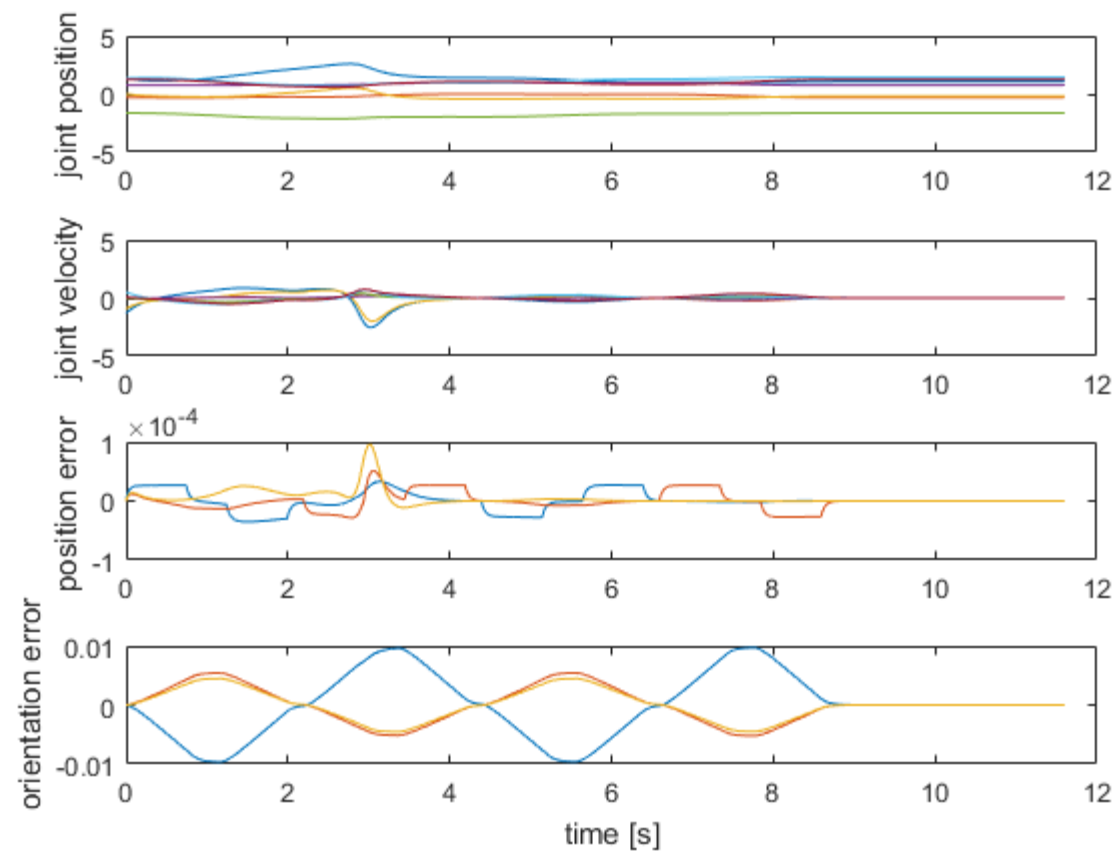 joint position
5
0
-5
0 2 4 6 8 10 12
joint velocity
5
0
-5
0 2 4 6 8 10 12
position error
×10-4
1
0
-1
0 2 4 6 8 10 12
orientation error
0.01
0
-0.01
0 2 4 6 8 10 12
time [s]